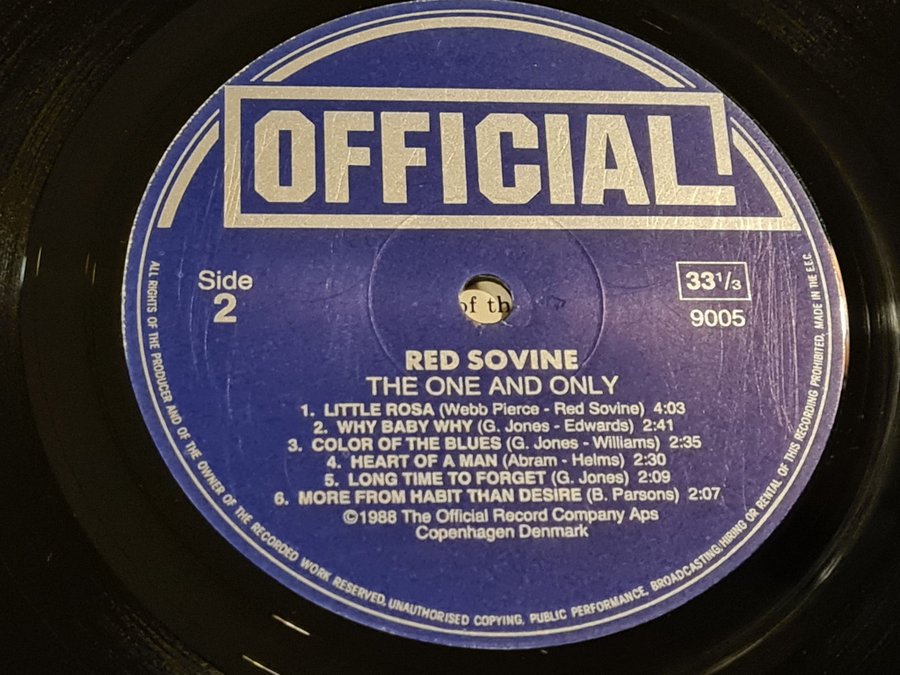 OFFICIAL!
Side
2
33⅓
9005
of th
RED SOVINE
THE ONE AND ONLY
1. LITTLE ROSA (Webb Pierce - Red Sovine) 4:03
2. WHY BABY WHY (G. Jones - Edwards) 2:41
3. COLOR OF THE BLUES (G. Jones - Williams) 2:35
4. HEART OF A MAN (Abram - Helms) 2:30
5. LONG TIME TO FORGET (G. Jones) 2:09
6. MORE FROM HABIT THAN DESIRE (B. Parsons) 2:07
©1988 The Official Record Company Aps
Copenhagen Denmark
ALL RIGHTS OF THE PRODUCER AND OF THE OWNER OF THE RECORDED WORK RESERVED. UNAUTHORISED COPYING, PUBLIC PERFORMANCE, BROADCASTING, HIRING OR RENTAL OF THIS RECORDING PROHIBITED. MADE IN THE E.E.C.